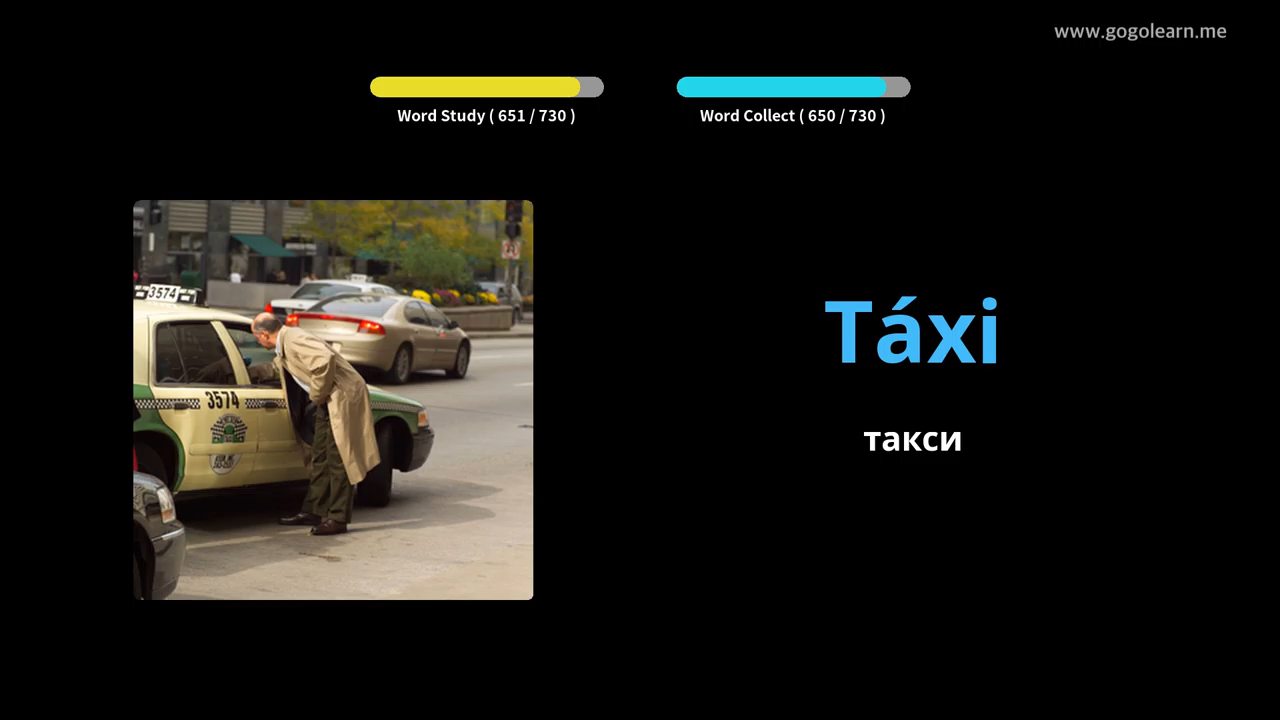 www.gogolearn.me
Word Study ( 651 / 730 )
Word Collect ( 650 / 730 )
3574
3574
Táxi
такси